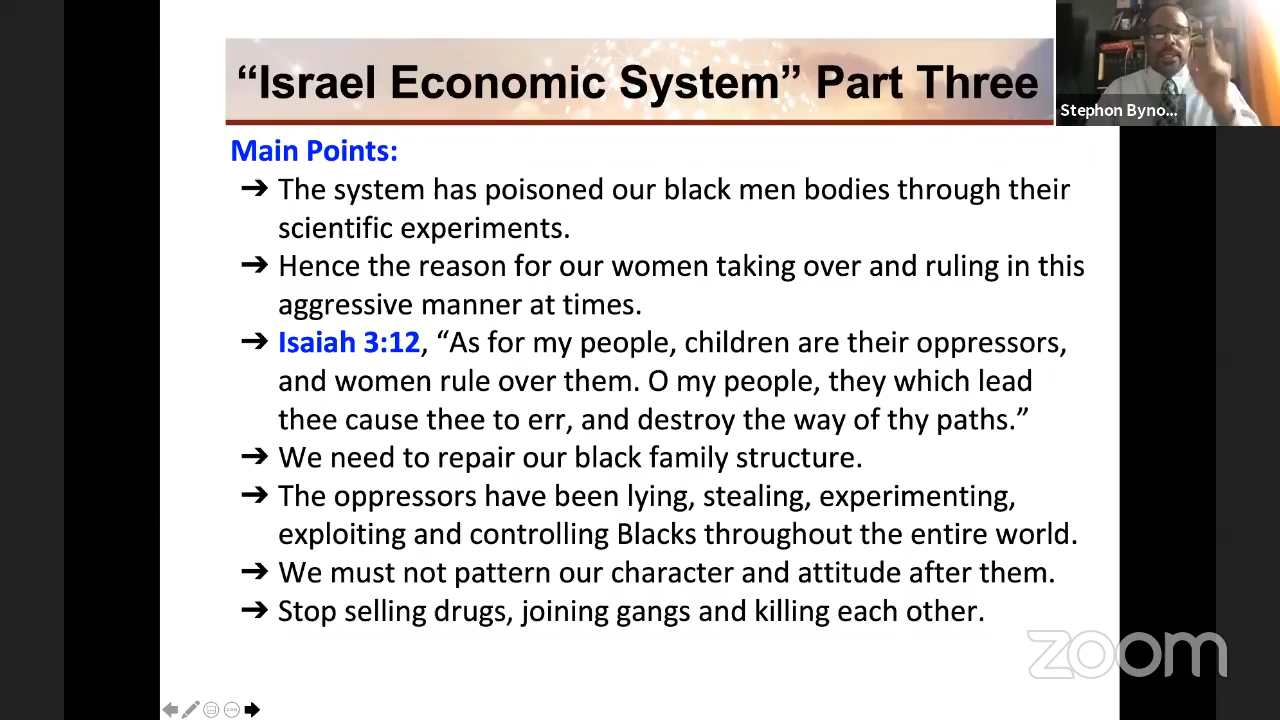 “Israel Economic System” Part Three
Stephon Byno...
Main Points:
➔ The system has poisoned our black men bodies through their
scientific experiments.
➔ Hence the reason for our women taking over and ruling in this
aggressive manner at times.
➔ Isaiah 3:12, “As for my people, children are their oppressors,
and women rule over them. O my people, they which lead
thee cause thee to err, and destroy the way of thy paths.”
➔ We need to repair our black family structure.
➔ The oppressors have been lying, stealing, experimenting,
exploiting and controlling Blacks throughout the entire world.
➔ We must not pattern our character and attitude after them.
➔ Stop selling drugs, joining gangs and killing each other.
zoom